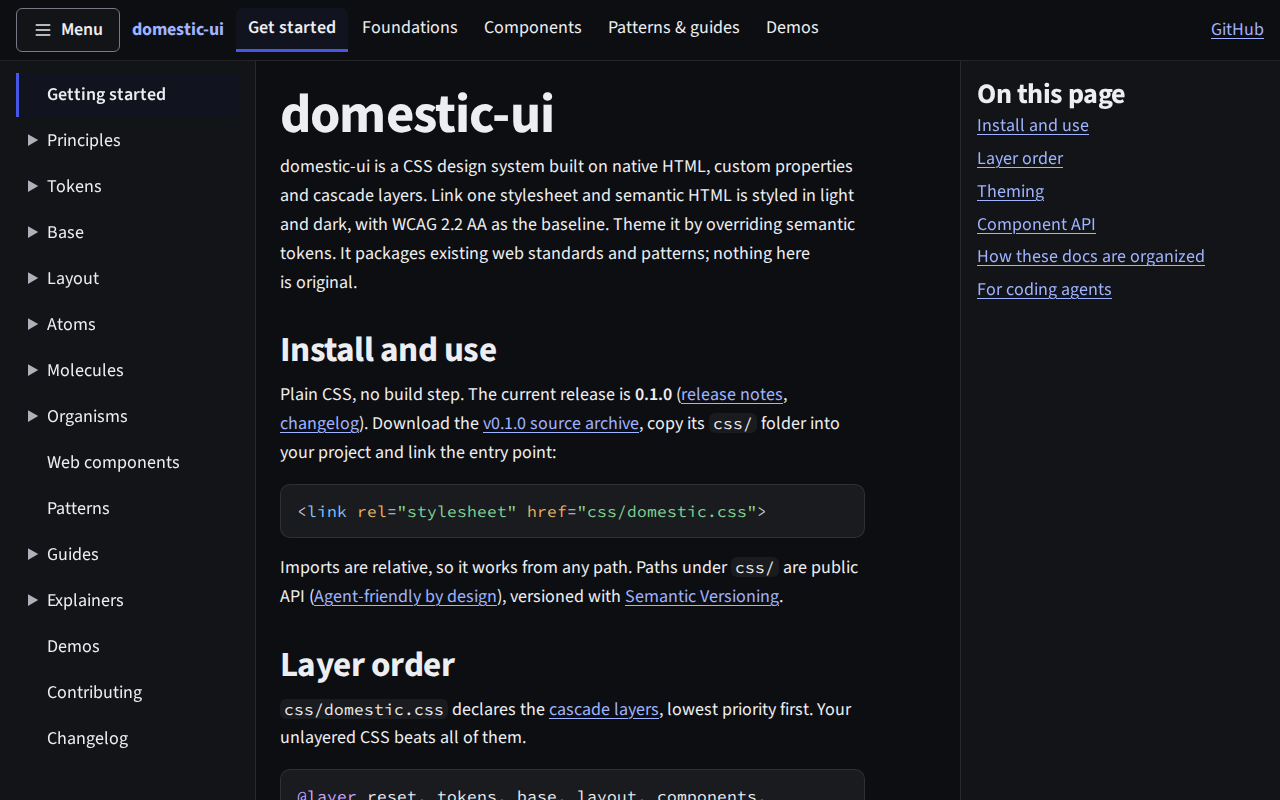 Menu
domestic-ui
Get started
Foundations
Components
Patterns & guides
Demos
GitHub
Getting started
Principles
Tokens
Base
Layout
Atoms
Molecules
Organisms
Web components
Patterns
Guides
Explainers
Demos
Contributing
Changelog
domestic-ui
domestic-ui is a CSS design system built on native HTML, custom properties
and cascade layers. Link one stylesheet and semantic HTML is styled in light
and dark, with WCAG 2.2 AA as the baseline. Theme it by overriding semantic
tokens. It packages existing web standards and patterns; nothing here
is original.
Install and use
Plain CSS, no build step. The current release is 0.1.0 (release notes,
changelog). Download the v0.1.0 source archive, copy its css/ folder into
your project and link the entry point:
<link rel="stylesheet" href="css/domestic.css">
Imports are relative, so it works from any path. Paths under css/ are public
API (Agent-friendly by design), versioned with Semantic Versioning.
Layer order
css/domestic.css declares the cascade layers, lowest priority first. Your
unlayered CSS beats all of them.
@layer reset, tokens, base, layout, components,
On this page
Install and use
Layer order
Theming
Component API
How these docs are organized
For coding agents